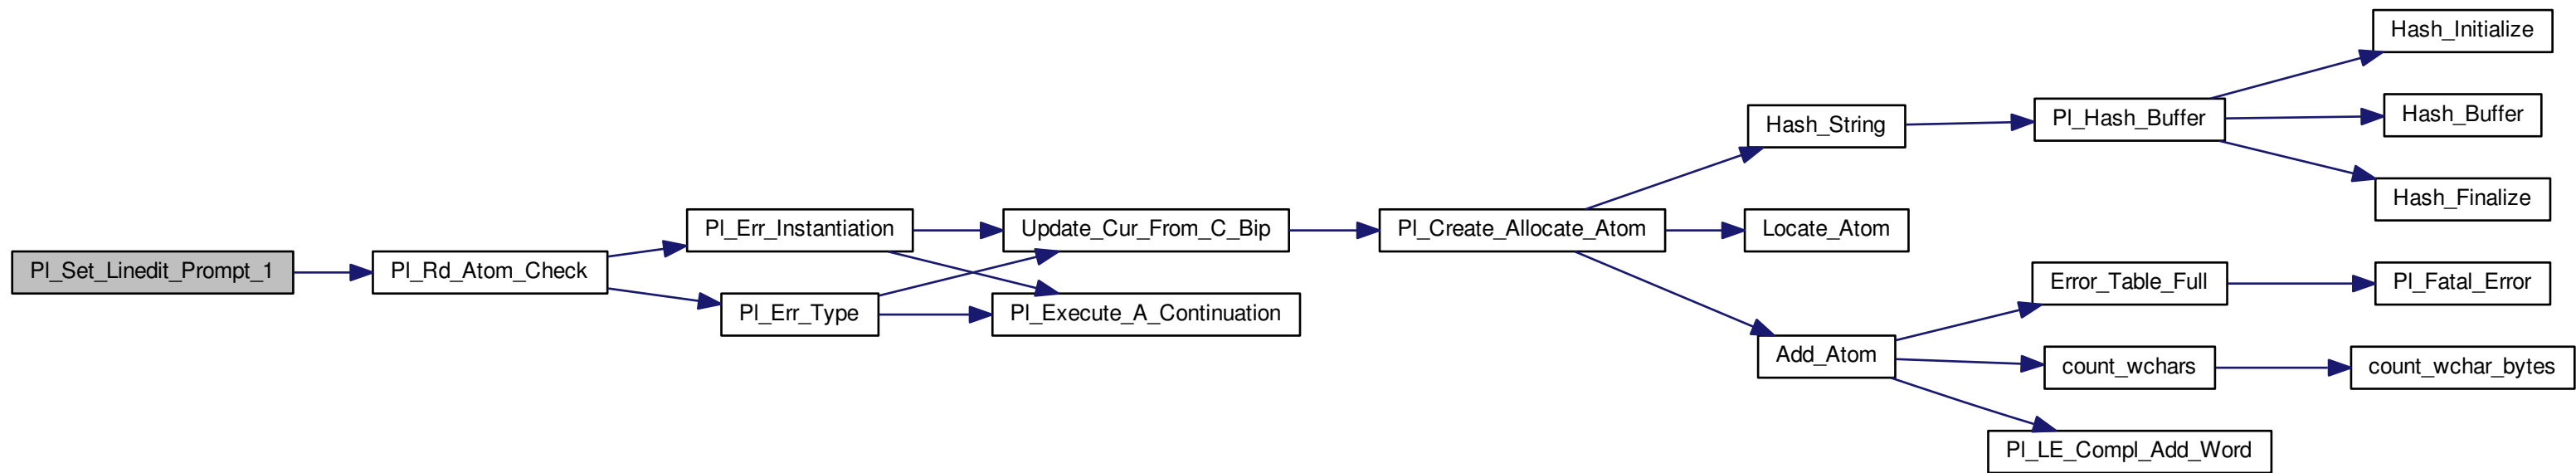 Pl_Set_Linedit_Prompt_1
Pl_Rd_Atom_Check
Pl_Err_Instantiation
Pl_Err_Type
Update_Cur_From_C_Bip
Pl_Execute_A_Continuation
Pl_Create_Allocate_Atom
Hash_String
Locate_Atom
Add_Atom
Pl_Hash_Buffer
Error_Table_Full
count_wchars
Pl_LE_Compl_Add_Word
Hash_Initialize
Hash_Buffer
Hash_Finalize
Pl_Fatal_Error
count_wchar_bytes